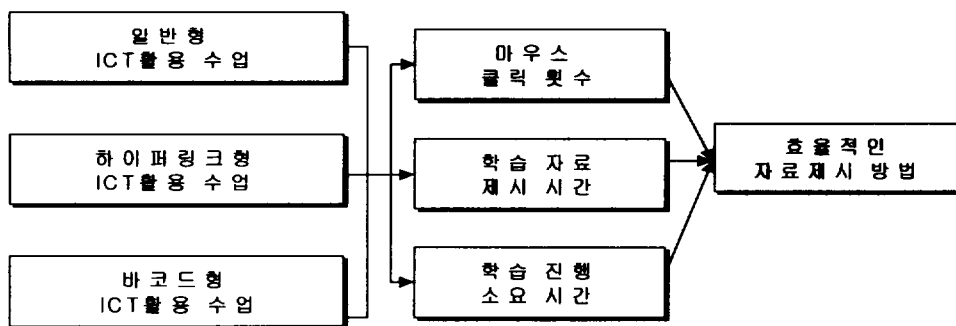 일반형
ICT활용 수업
하이퍼링크형
ICT활용 수업
바코드형
ICT활용 수업
마우스
클릭 횟수
학습 자료
제시 시간
학습 진행
소요 시간
효율적인
자료제시 방법